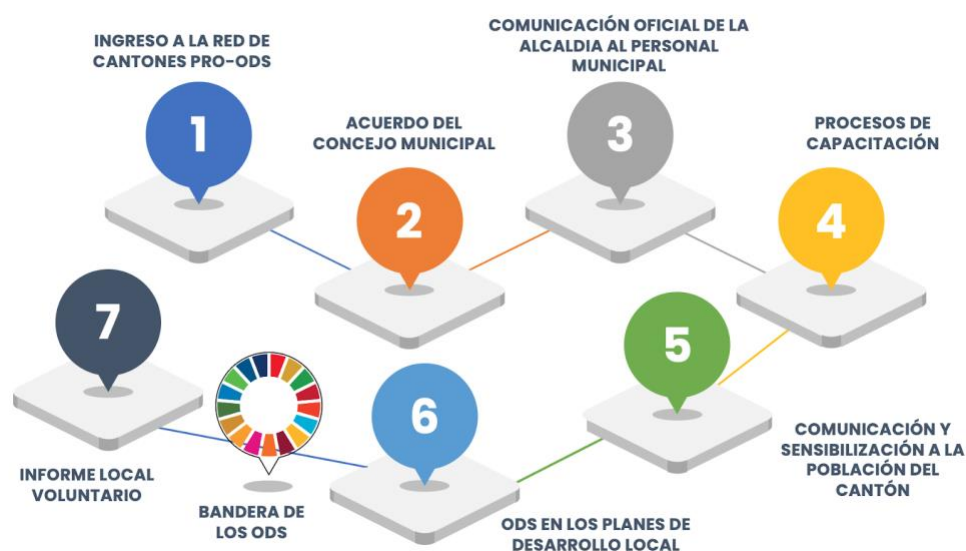 1
INGRESO A LA RED DE
CANTONES PRO-ODS
2
ACUERDO DEL
CONCEJO MUNICIPAL
3
COMUNICACIÓN OFICIAL DE LA
ALCALDIA AL PERSONAL
MUNICIPAL
4
PROCESOS DE
CAPACITACIÓN
5
COMUNICACIÓN Y
SENSIBILIZACIÓN A LA
POBLACIÓN DEL
CANTÓN
6
ODS EN LOS PLANES DE
DESARROLLO LOCAL
BANDERA DE
LOS ODS
7
INFORME LOCAL
VOLUNTARIO